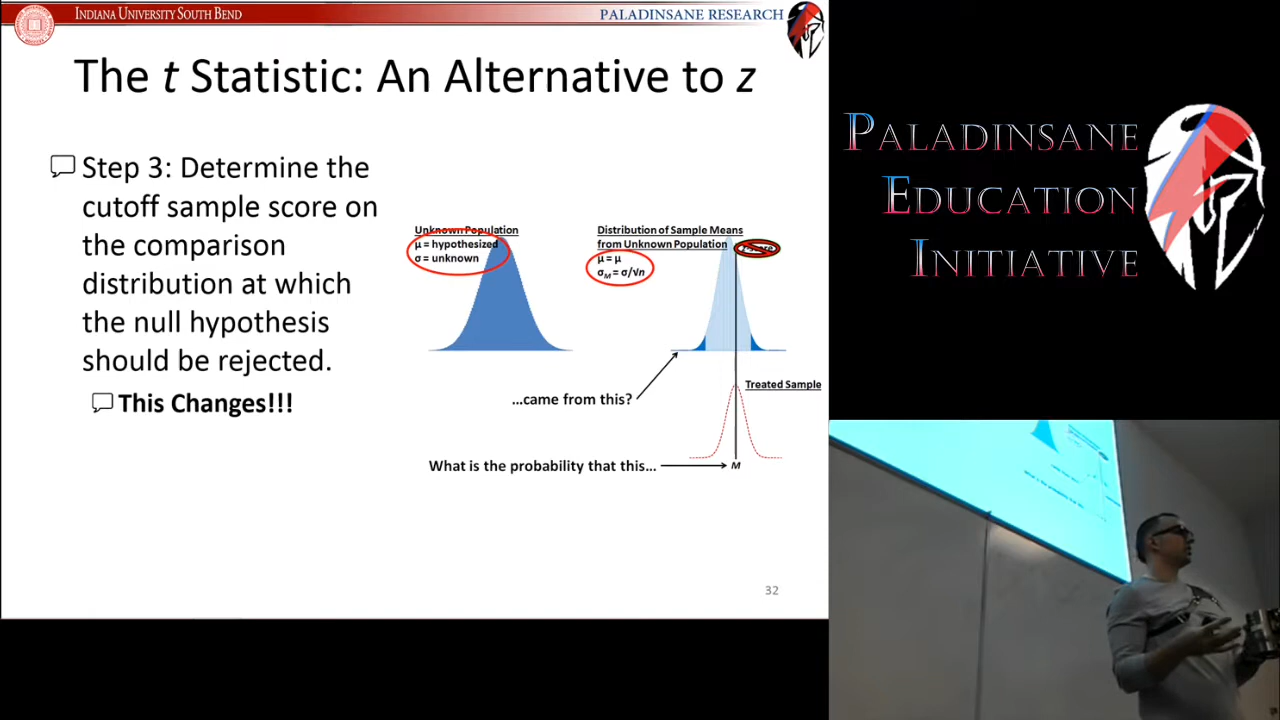 INDIANA UNIVERSITY SOUTH BEND
PALADINSANE RESEARCH
The t Statistic: An Alternative to z
Step 3: Determine the
cutoff sample score on
the comparison
distribution at which
the null hypothesis
should be rejected.
This Changes!!!
Unknown Population
μ = hypothesized
σ = unknown
Distribution of Sample Means
from Unknown Population
μ = μ
σM = σ/√n
Treated Sample
…came from this?
What is the probability that this…
M
32
PALADINSANE
EDUCATION
INITIATIVE